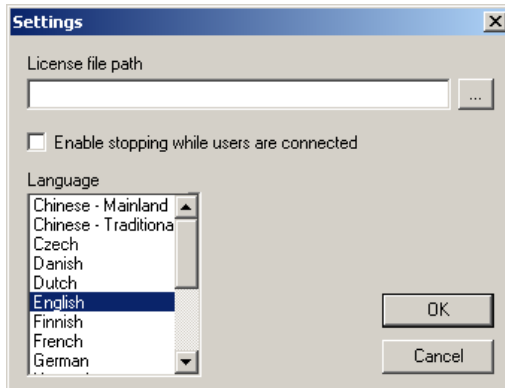 Settings
License file path
...
Enable stopping while users are connected
Language
Chinese - Mainland
Chinese - Traditiona
Czech
Danish
Dutch
English
Finnish
French
German
OK
Cancel